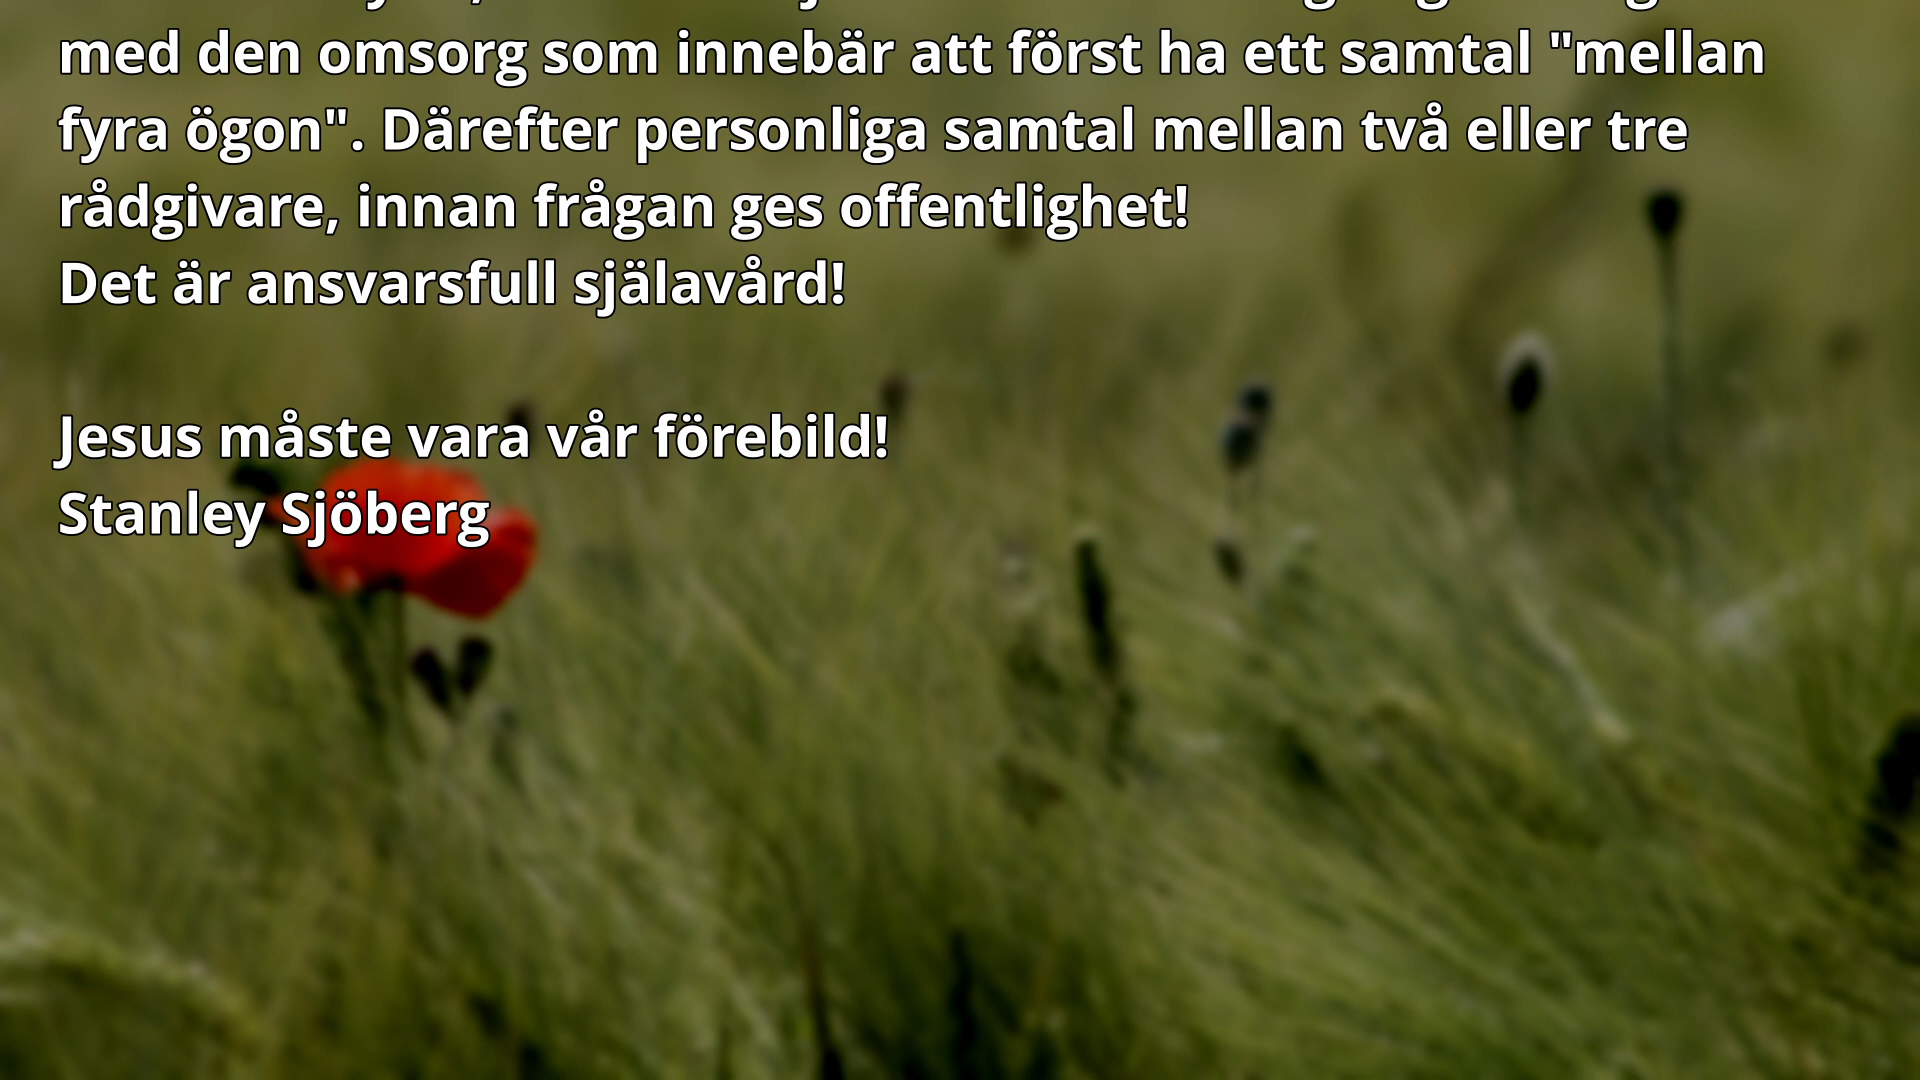 med den omsorg som innebär att först ha ett samtal "mellan
fyra ögon". Därefter personliga samtal mellan två eller tre
rådgivare, innan frågan ges offentlighet!
Det är ansvarsfull själavård!
Jesus måste vara vår förebild!
Stanley Sjöberg